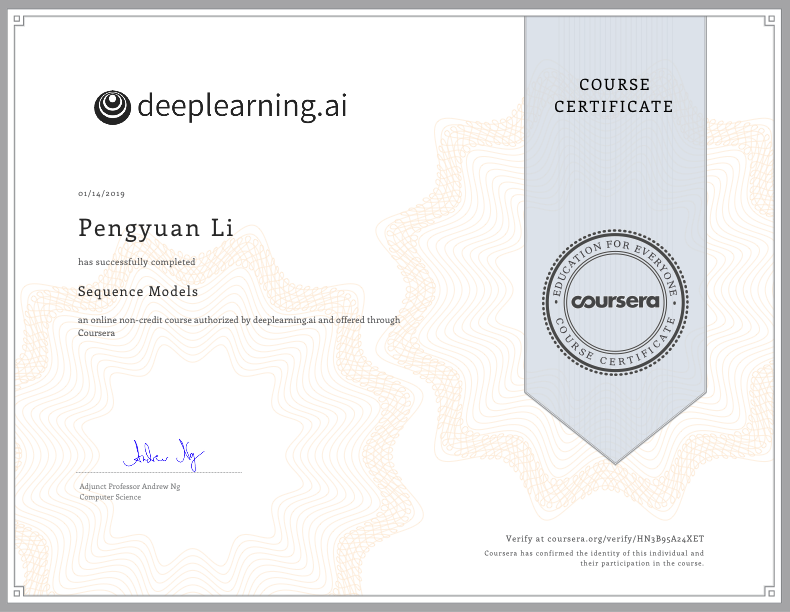 deeplearning.ai
COURSE
CERTIFICATE
01/14/2019
Pengyuan Li
has successfully completed
Sequence Models
an online non-credit course authorized by deeplearning.ai and offered through
Coursera
EDUCATION FOR EVERYONE
coursera
COURSE CERTIFICATE
Andrew Ng
Adjunct Professor Andrew Ng
Computer Science
Verify at coursera.org/verify/HN3B95A24XET
Coursera has confirmed the identity of this individual and
their participation in the course.